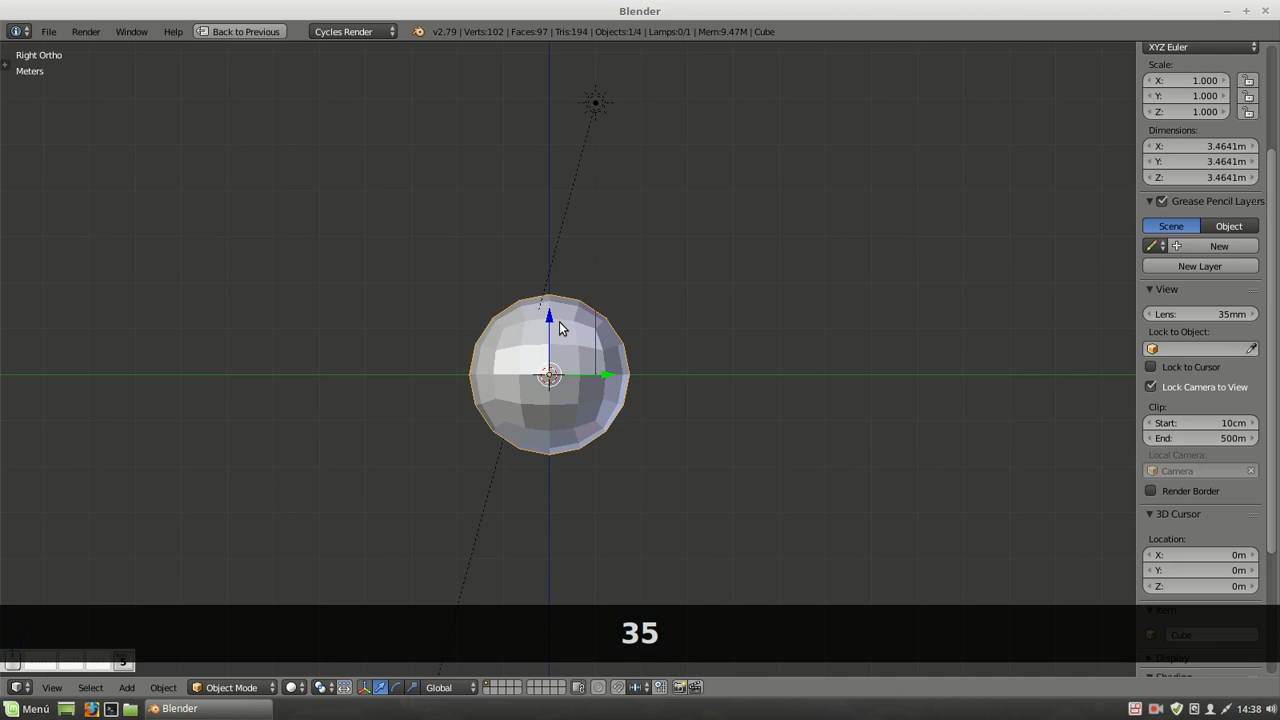 Blender
File Render Window Help Back to Previous Cycles Render v2.79 | Verts:102 | Faces:97 | Tris:194 | Objects:1/4 | Lamps:0/1 | Mem:9.47M | Cube
Right Ortho
Meters
XYZ Euler
Scale:
X: 1.000
Y: 1.000
Z: 1.000
Dimensions:
X: 3.4641m
Y: 3.4641m
Z: 3.4641m
Grease Pencil Layers
Scene Object
New
New Layer
View
Lens: 35mm
Lock to Object:
Lock to Cursor
Lock Camera to View
Clip:
Start: 10cm
End: 500m
Local Camera:
Camera
Render Border
3D Cursor
Location:
X: 0m
Y: 0m
Z: 0m
Item
Cube
Display
Shading
35
5
View Select Add Object Object Mode Global
Menú Blender 14:38